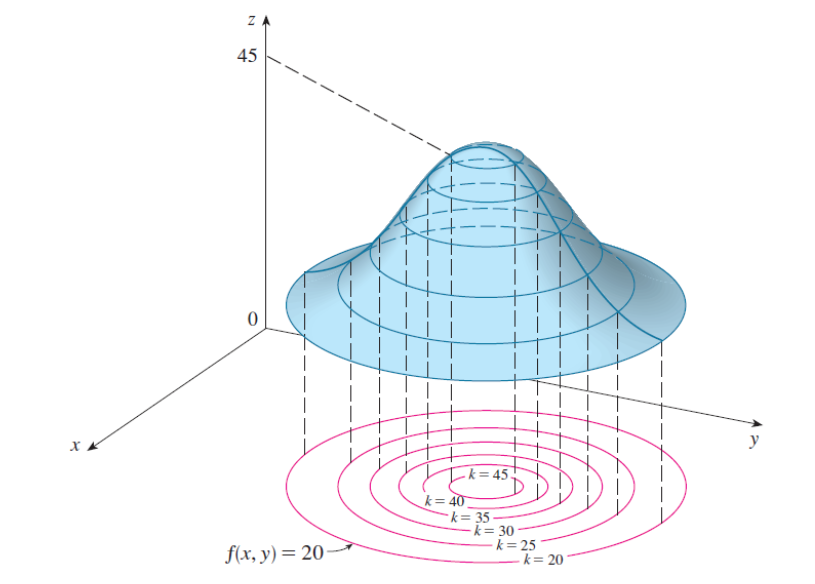 z
45
0
x
y
k = 45
k = 40
k = 35
k = 30
k = 25
k = 20
f(x, y) = 20